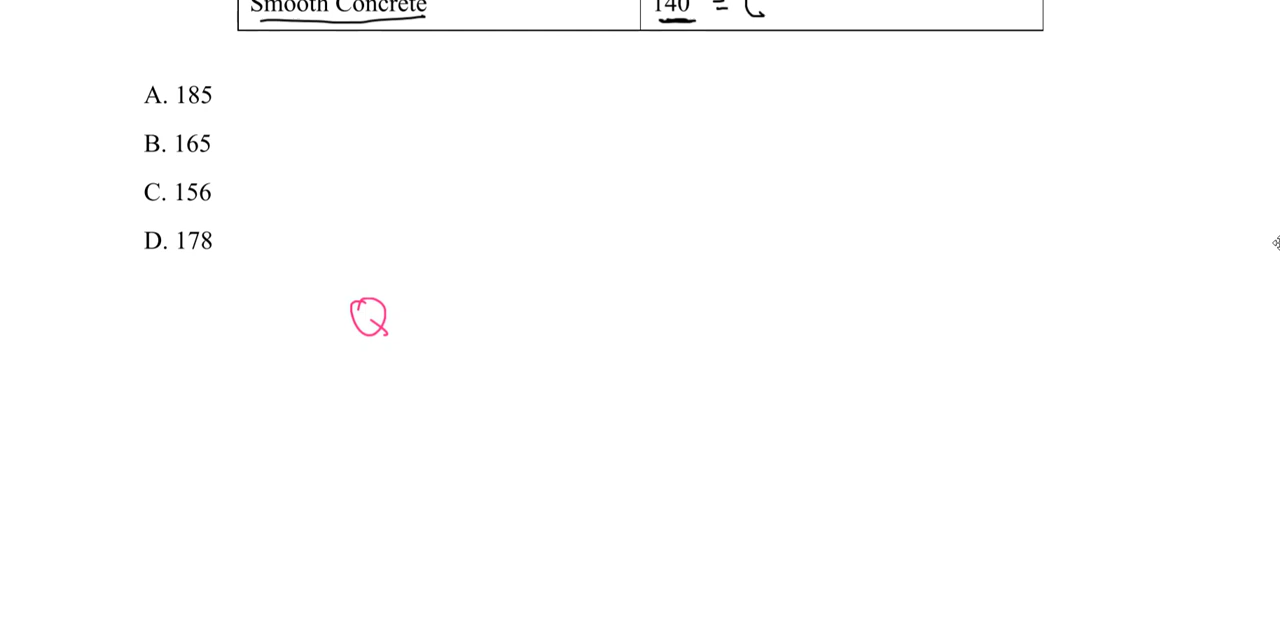 Smooth Concrete 140 = C
A. 185
B. 165
C. 156
D. 178
Q